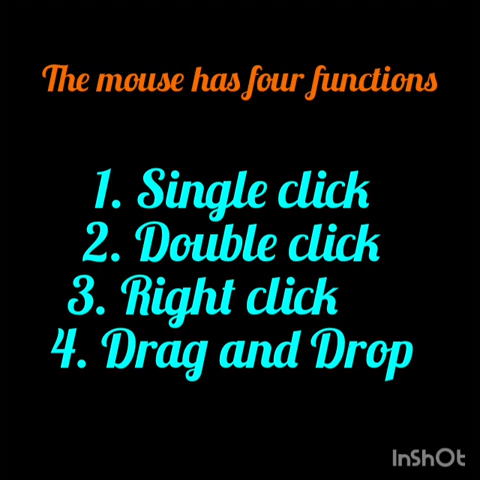 The mouse has four functions
1. Single click
2. Double click
3. Right click
4. Drag and Drop
InShOt